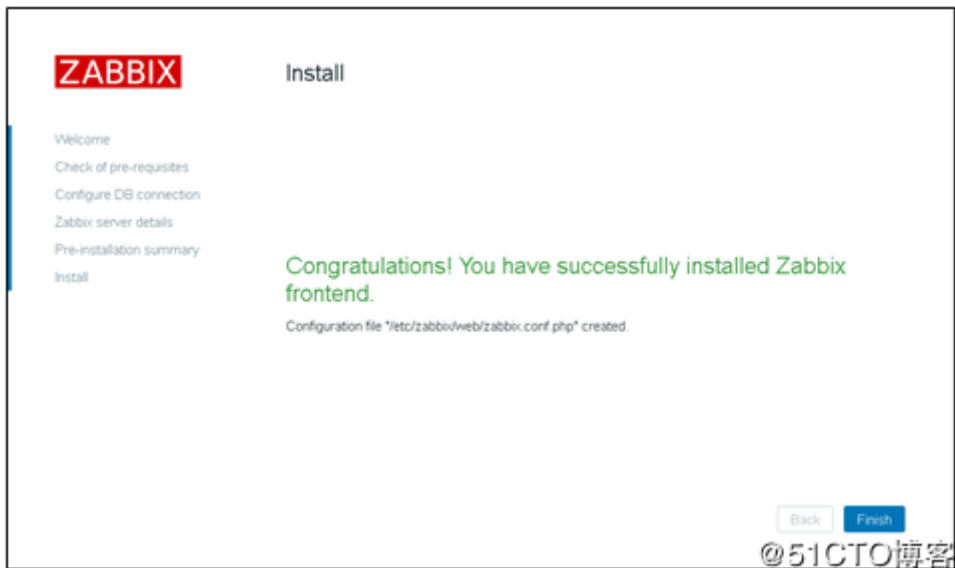 ZABBIX
Install
Welcome
Check of pre-requisites
Configure DB connection
Zabbix server details
Pre-installation summary
Install
Congratulations! You have successfully installed Zabbix
frontend.
Configuration file "/etc/zabbix/web/zabbix.conf.php" created.
Back
Finish
@51CTO博客